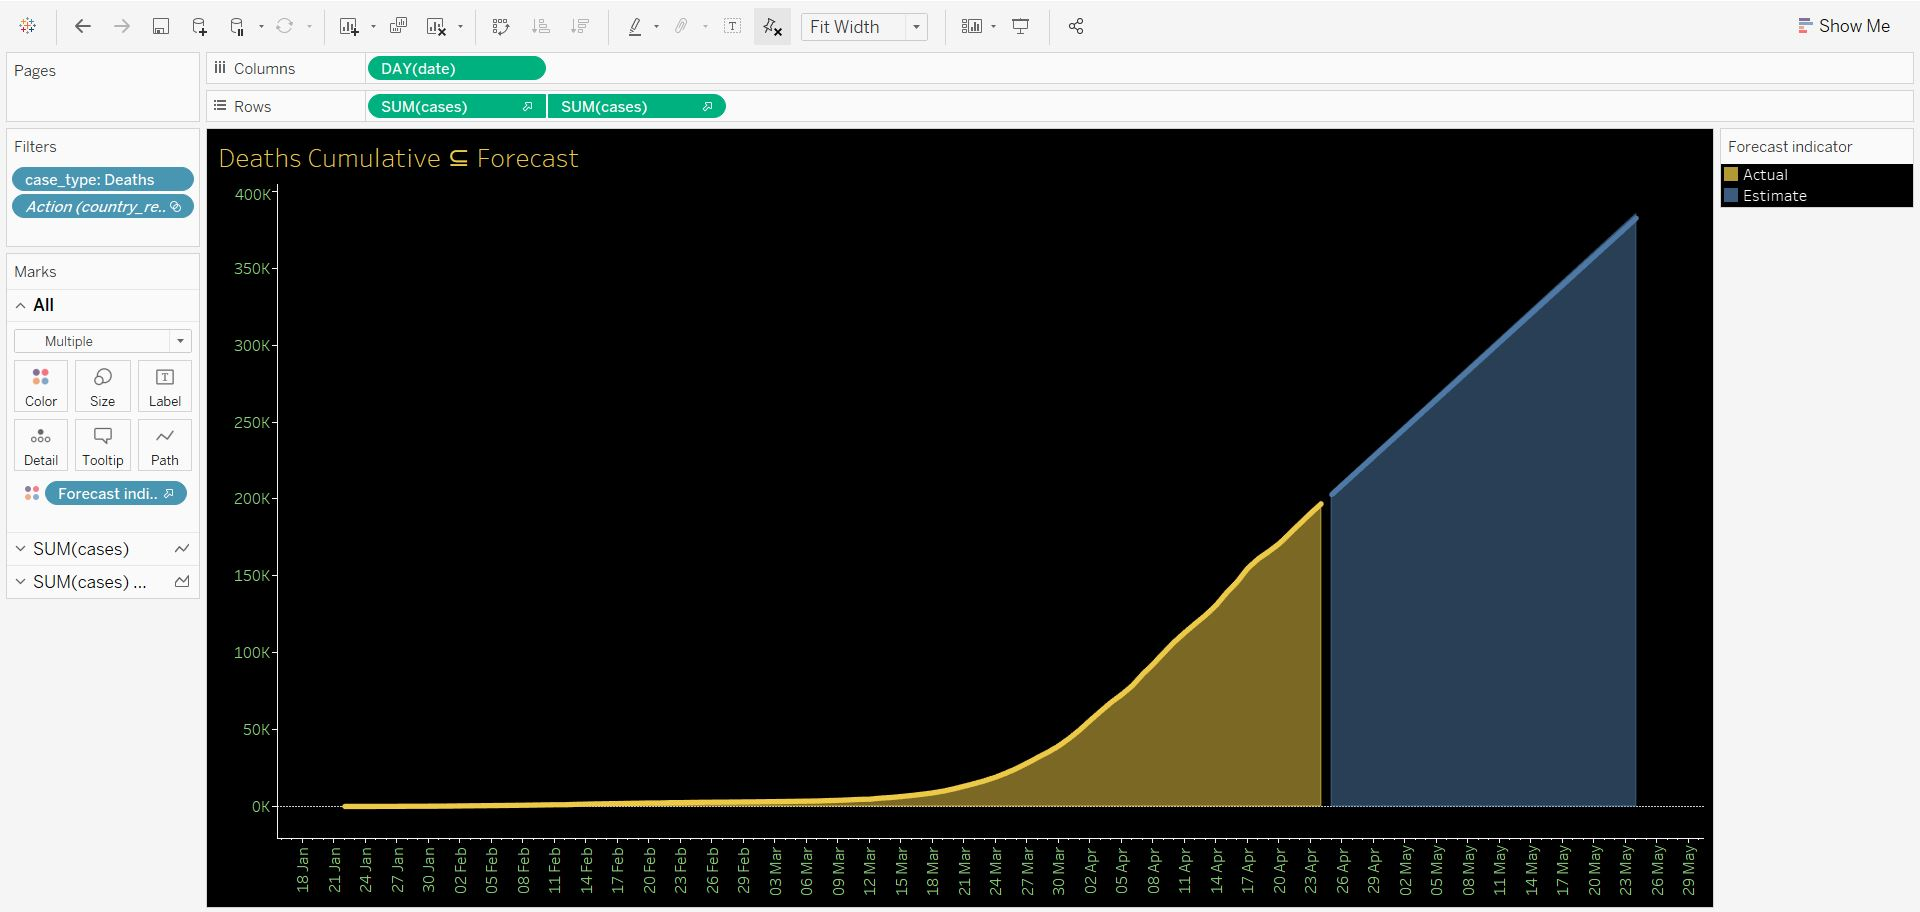 Fit Width
Show Me
Pages
Columns
DAY(date)
Rows
SUM(cases)
SUM(cases)
Filters
case_type: Deaths
Action (country_re..
Marks
All
Multiple
Color
Size
Label
T
Detail
Tooltip
Path
Forecast indi..
SUM(cases)
SUM(cases) ...
Deaths Cumulative ⊆ Forecast
400K
350K
300K
250K
200K
150K
100K
50K
0K
18 Jan
21 Jan
24 Jan
27 Jan
30 Jan
02 Feb
05 Feb
08 Feb
11 Feb
14 Feb
17 Feb
20 Feb
23 Feb
26 Feb
29 Feb
03 Mar
06 Mar
09 Mar
12 Mar
15 Mar
18 Mar
21 Mar
24 Mar
27 Mar
30 Mar
02 Apr
05 Apr
08 Apr
11 Apr
14 Apr
17 Apr
20 Apr
23 Apr
26 Apr
29 Apr
02 May
05 May
08 May
11 May
14 May
17 May
20 May
23 May
26 May
29 May
Forecast indicator
Actual
Estimate